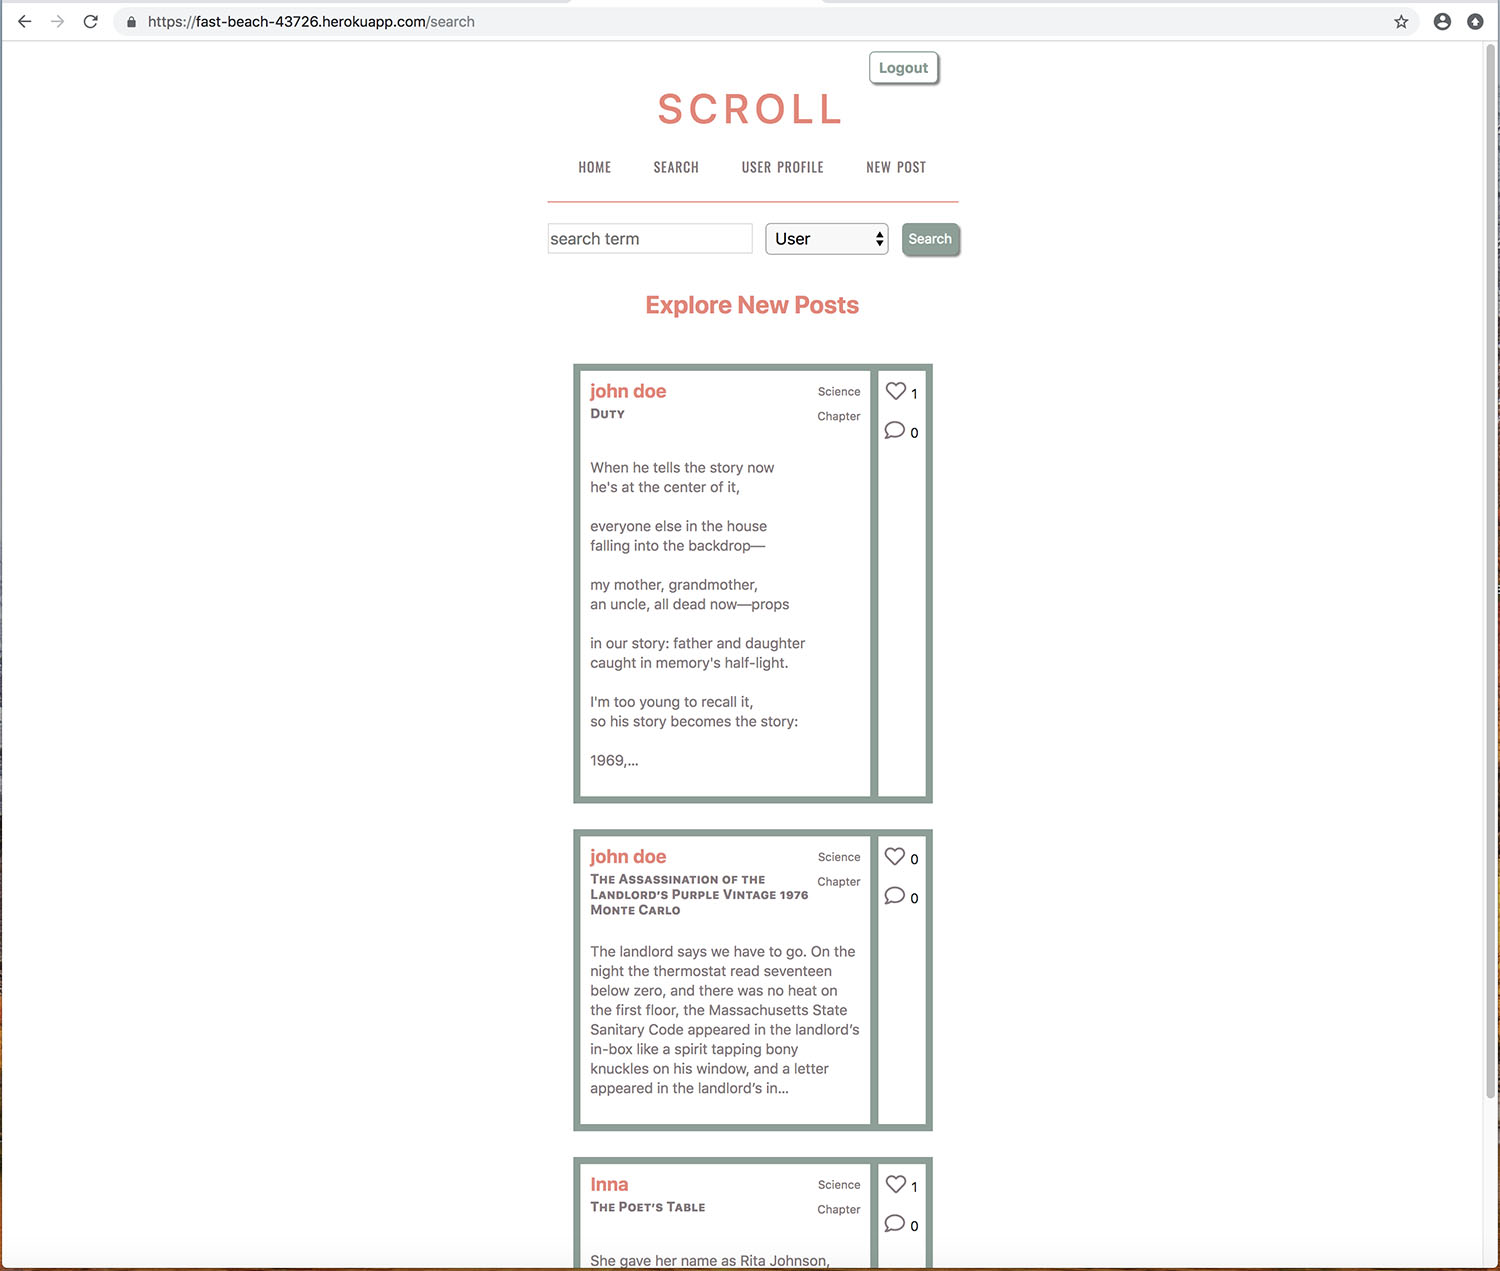 https://fast-beach-43726.herokuapp.com/search
Logout
SCROLL
HOME SEARCH USER PROFILE NEW POST
search term User Search
Explore New Posts
john doe Science 1
Duty Chapter 0
When he tells the story now
he's at the center of it,
everyone else in the house
falling into the backdrop—
my mother, grandmother,
an uncle, all dead now—props
in our story: father and daughter
caught in memory's half-light.
I'm too young to recall it,
so his story becomes the story:
1969,...
john doe Science 0
The Assassination of the Chapter 0
Landlord’s Purple Vintage 1976
Monte Carlo
The landlord says we have to go. On the
night the thermostat read seventeen
below zero, and there was no heat on
the first floor, the Massachusetts State
Sanitary Code appeared in the landlord’s
in-box like a spirit tapping bony
knuckles on his window, and a letter
appeared in the landlord’s in...
Inna Science 1
The Poet’s Table Chapter 0
She gave her name as Rita Johnson,